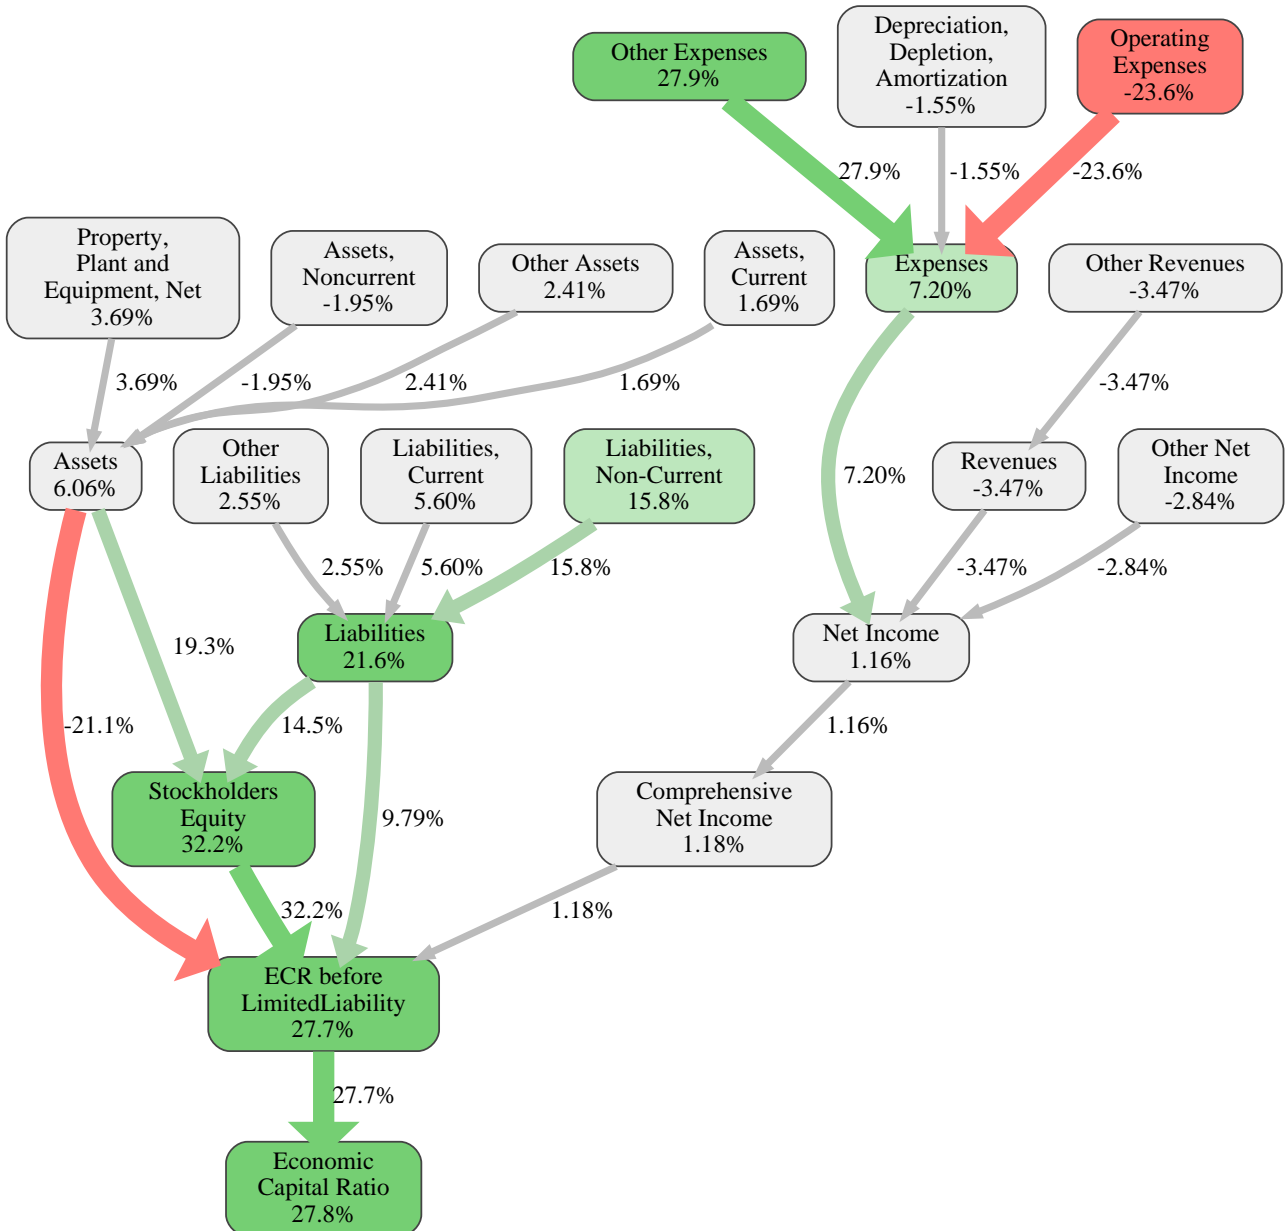 Other Expenses
27.9%
Depreciation,
Depletion,
Amortization
-1.55%
Operating
Expenses
-23.6%
27.9%
-1.55%
-23.6%
Property,
Plant and
Equipment, Net
3.69%
Assets,
Noncurrent
-1.95%
Other Assets
2.41%
Assets,
Current
1.69%
Expenses
7.20%
Other Revenues
-3.47%
3.69%
-1.95%
2.41%
1.69%
-3.47%
Assets
6.06%
Other
Liabilities
2.55%
Liabilities,
Current
5.60%
Liabilities,
Non-Current
15.8%
7.20%
Revenues
-3.47%
Other Net
Income
-2.84%
2.55%
5.60%
15.8%
-3.47%
-2.84%
19.3%
Liabilities
21.6%
Net Income
1.16%
-21.1%
14.5%
1.16%
Stockholders
Equity
32.2%
9.79%
Comprehensive
Net Income
1.18%
32.2%
1.18%
ECR before
LimitedLiability
27.7%
27.7%
Economic
Capital Ratio
27.8%